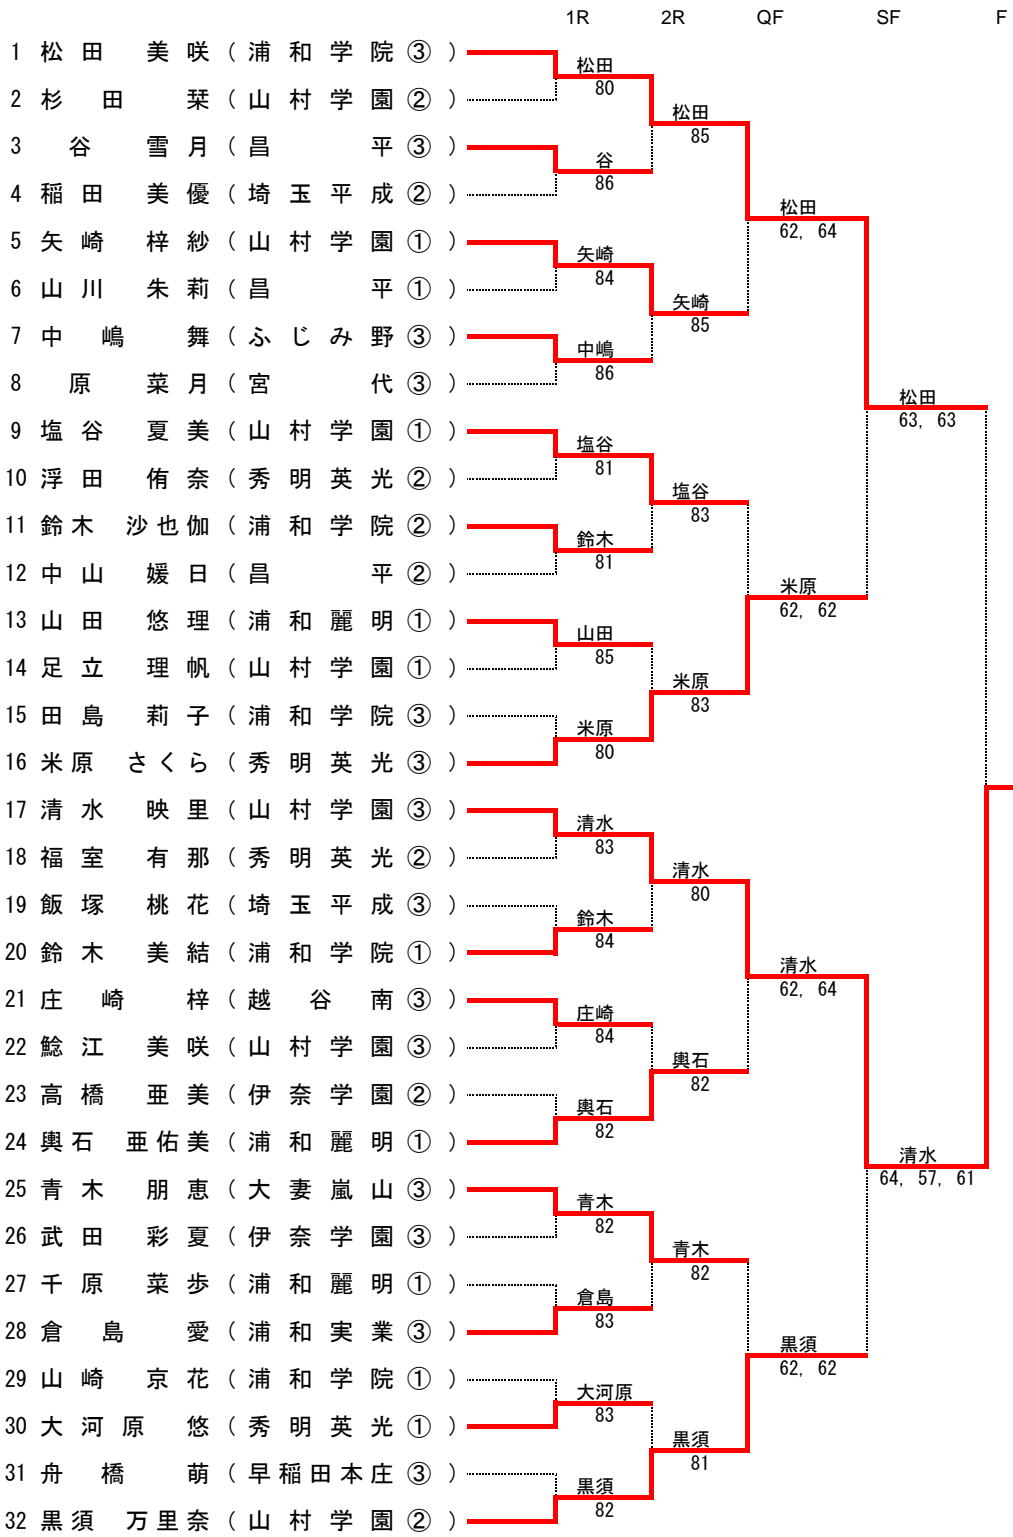 1R 2R QF SF F
1 松田 美咲 (浦和学院③)
松田
80
2 杉田 栞 (山村学園②)
松田
85
3 谷 雪月 (昌平③)
谷
86
4 稲田 美優 (埼玉平成②)
松田
62, 64
5 矢崎 梓紗 (山村学園①)
矢崎
84
6 山川 朱莉 (昌平①)
矢崎
85
7 中嶋 舞 (ふじみ野③)
中嶋
86
8 原 菜月 (宮代③)
松田
63, 63
9 塩谷 夏美 (山村学園①)
塩谷
81
10 浮田 侑奈 (秀明英光②)
塩谷
83
11 鈴木 沙也伽 (浦和学院②)
鈴木
81
12 中山 媛日 (昌平②)
米原
62, 62
13 山田 悠理 (浦和麗明①)
山田
85
14 足立 理帆 (山村学園①)
米原
83
15 田島 莉子 (浦和学院③)
米原
80
16 米原 さくら (秀明英光③)
17 清水 映里 (山村学園③)
清水
83
18 福室 有那 (秀明英光②)
清水
80
19 飯塚 桃花 (埼玉平成③)
鈴木
84
20 鈴木 美結 (浦和学院①)
清水
62, 64
21 庄崎 梓 (越谷南③)
庄崎
84
22 鯰江 美咲 (山村学園③)
輿石
82
23 高橋 亜美 (伊奈学園②)
輿石
82
24 輿石 亜佑美 (浦和麗明①)
清水
64, 57, 61
25 青木 朋恵 (大妻嵐山③)
青木
82
26 武田 彩夏 (伊奈学園③)
青木
82
27 千原 菜歩 (浦和麗明①)
倉島
83
28 倉島 愛 (浦和実業③)
黒須
62, 62
29 山崎 京花 (浦和学院①)
大河原
83
30 大河原 悠 (秀明英光①)
黒須
81
31 舟橋 萌 (早稲田本庄③)
黒須
82
32 黒須 万里奈 (山村学園②)